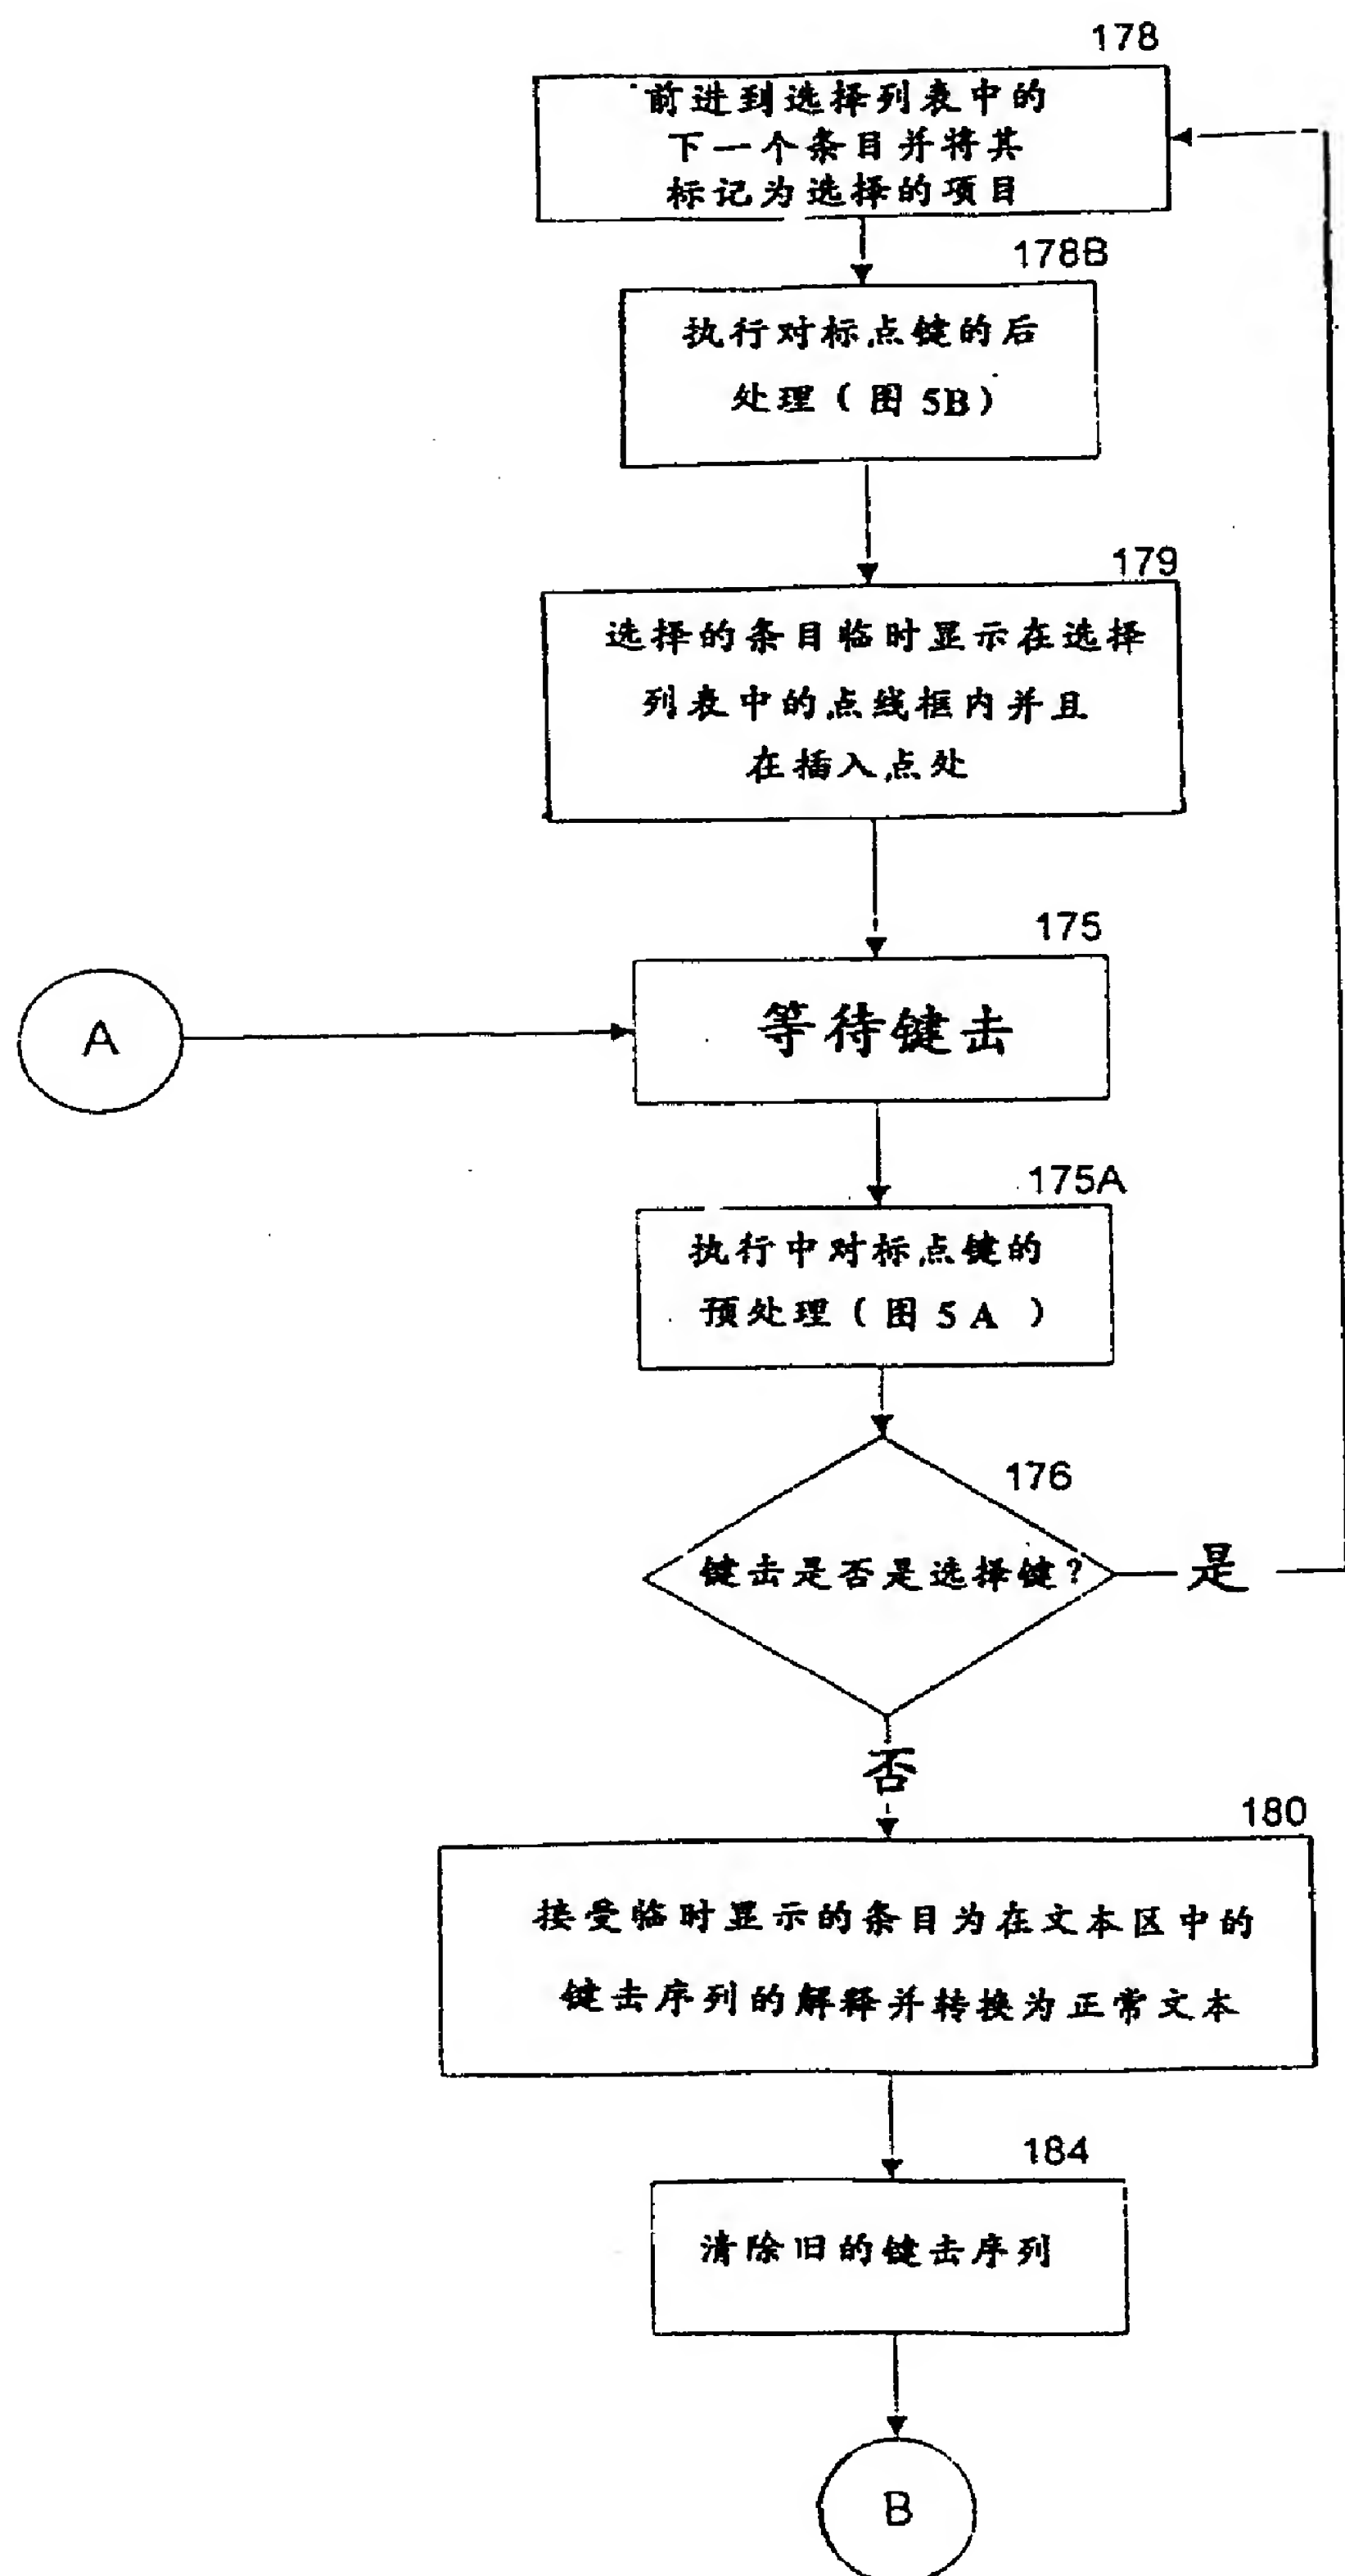 178
前进到选择列表中的
下一个条目并将其
标记为选择的项目
178B
执行对标点键的后
处理(图 5B)
179
选择的条目临时显示在选择
列表中的点线框内并且
在插入点处
175
等待键击
A
175A
执行中对标点键的
预处理(图 5 A )
176
键击是否是选择键?
是
否
180
接受临时显示的条目为在文本区中的
键击序列的解释并转换为正常文本
184
清除旧的键击序列
B